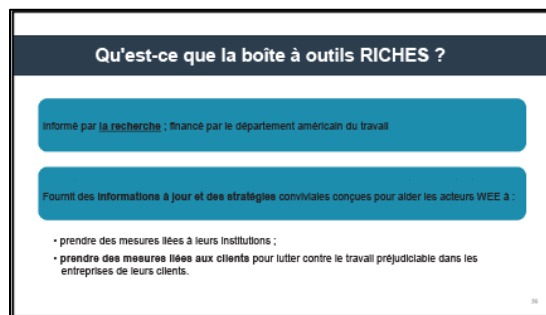 Qu'est-ce que la boîte à outils RICHES ?
Informé par la recherche ; financé par le département américain du travail
Fournit des informations à jour et des stratégies conviviales conçues pour aider les acteurs WEE à :
• prendre des mesures liées à leurs institutions ;
• prendre des mesures liées aux clients pour lutter contre le travail préjudiciable dans les
entreprises de leurs clients.